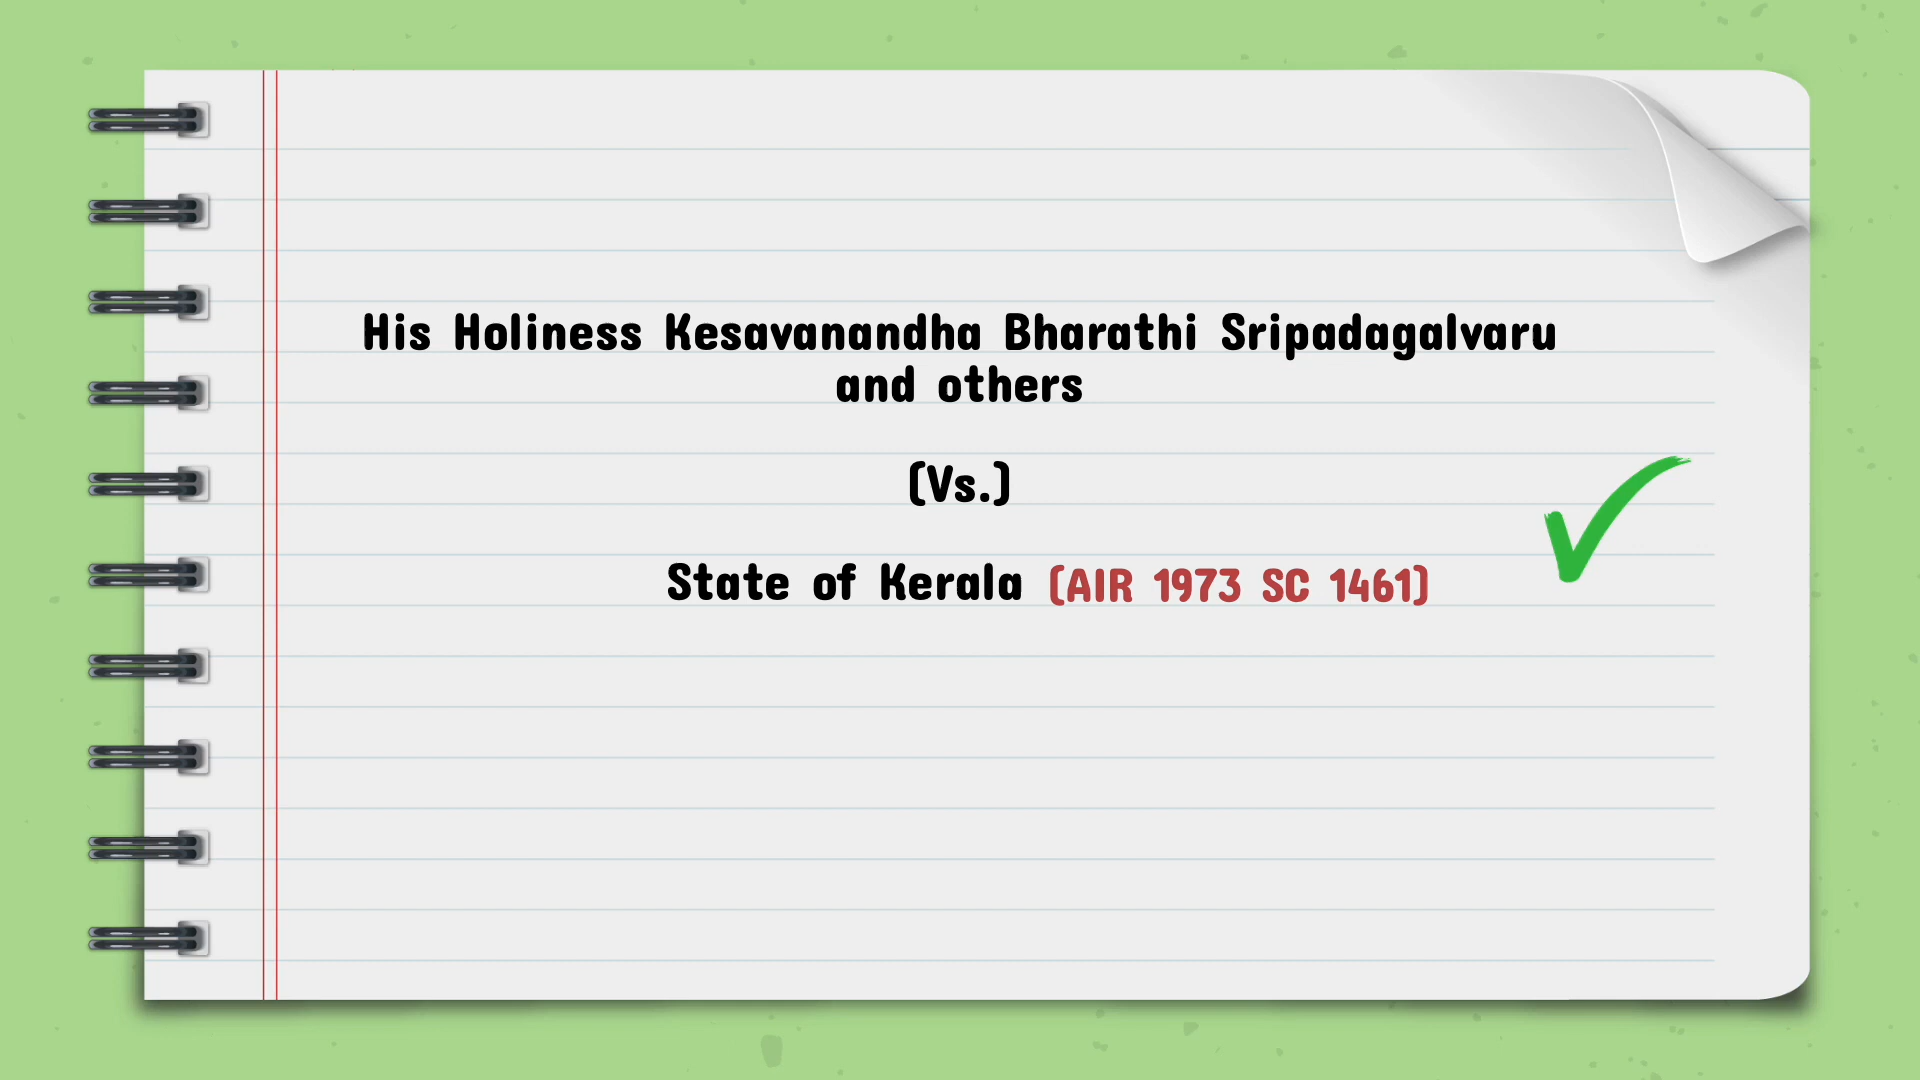 His Holiness Kesavanandha Bharathi Sripadagalvaru
and others
(Vs.)
State of Kerala (AIR 1973 SC 1461)